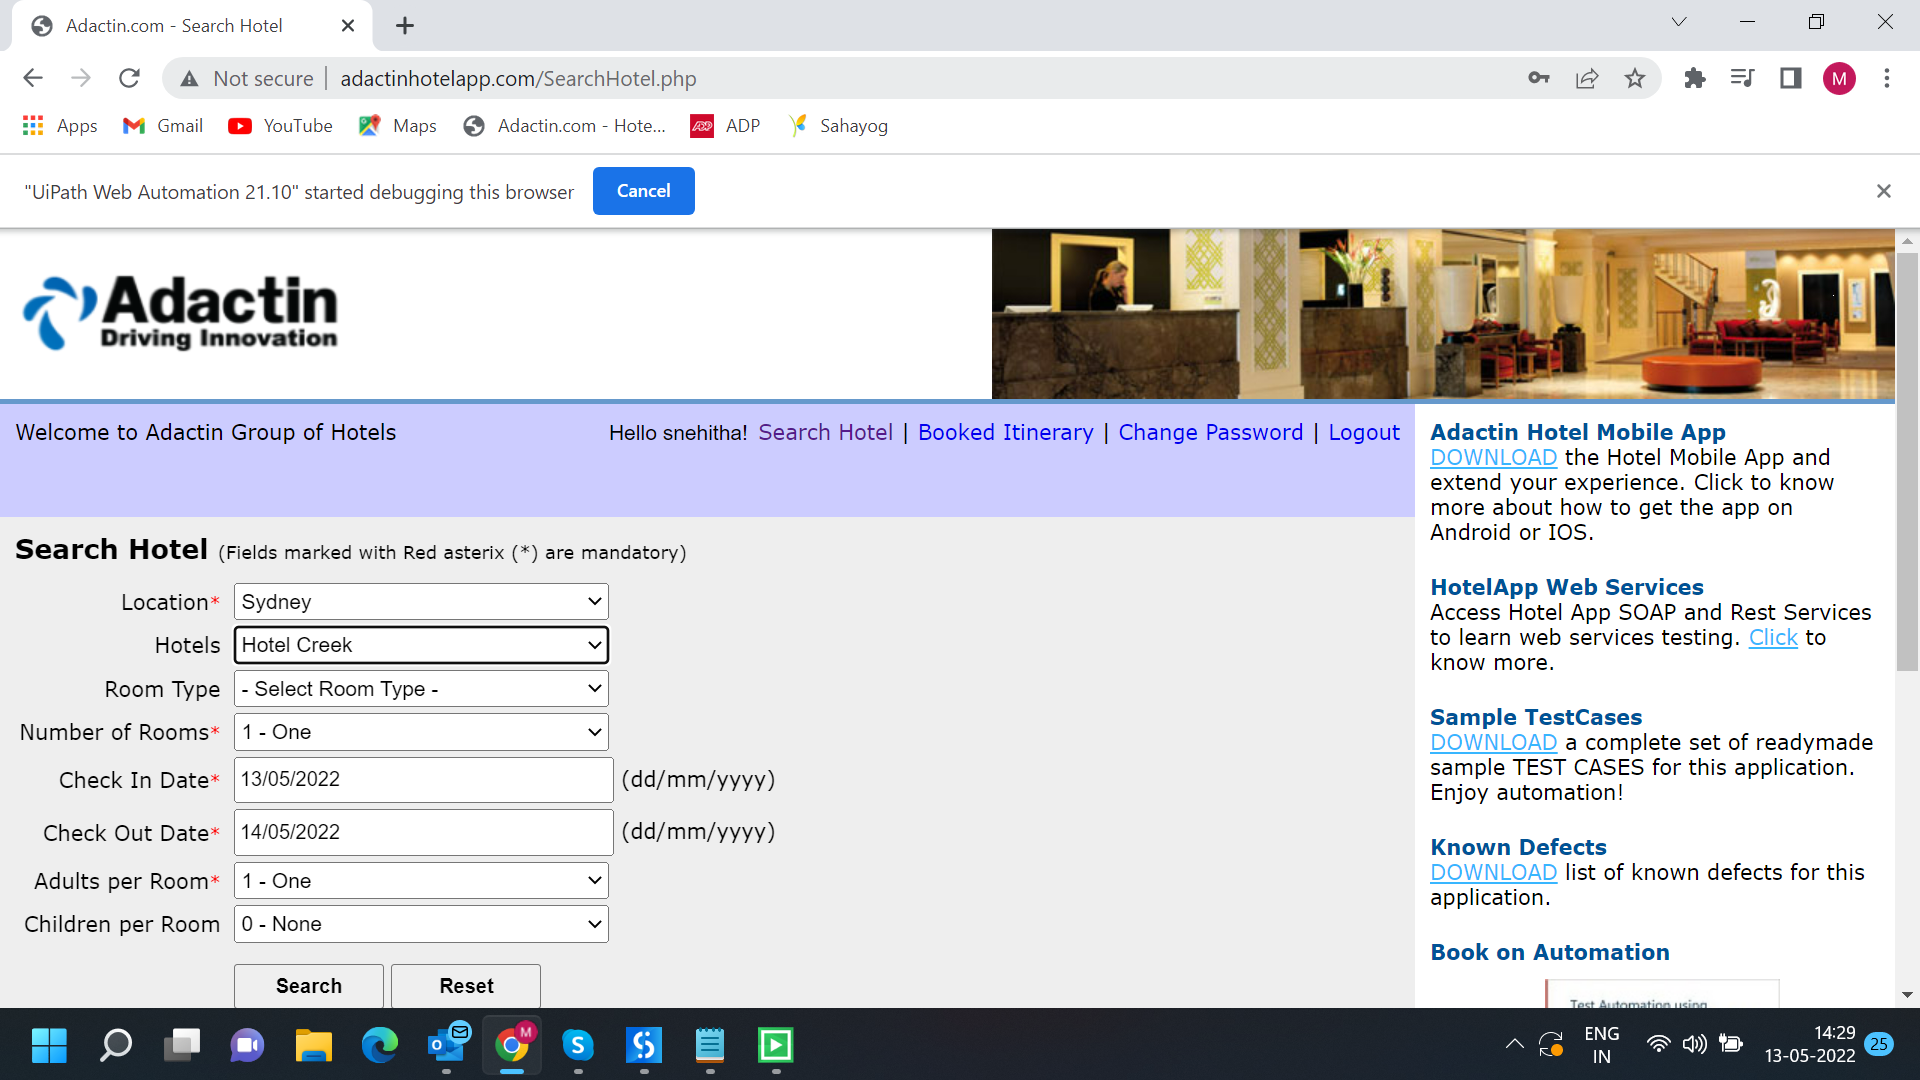 Adactin.com - Search Hotel
Not secure
adactinhotelapp.com/SearchHotel.php
M
Apps
Gmail
YouTube
Maps
Adactin.com - Hote...
ADP
Sahayog
"UiPath Web Automation 21.10" started debugging this browser
Cancel
Adactin
Driving Innovation
Welcome to Adactin Group of Hotels
Hello snehitha! Search Hotel | Booked Itinerary | Change Password | Logout
Search Hotel (Fields marked with Red asterix (*) are mandatory)
Location* Sydney
Hotels Hotel Creek
Room Type - Select Room Type -
Number of Rooms* 1 - One
Check In Date* 13/05/2022 (dd/mm/yyyy)
Check Out Date* 14/05/2022 (dd/mm/yyyy)
Adults per Room* 1 - One
Children per Room 0 - None
Search Reset
Adactin Hotel Mobile App
DOWNLOAD the Hotel Mobile App and
extend your experience. Click to know
more about how to get the app on
Android or IOS.
HotelApp Web Services
Access Hotel App SOAP and Rest Services
to learn web services testing. Click to
know more.
Sample TestCases
DOWNLOAD a complete set of readymade
sample TEST CASES for this application.
Enjoy automation!
Known Defects
DOWNLOAD list of known defects for this
application.
Book on Automation
Test Automation using
ENG
IN
14:29
13-05-2022
25